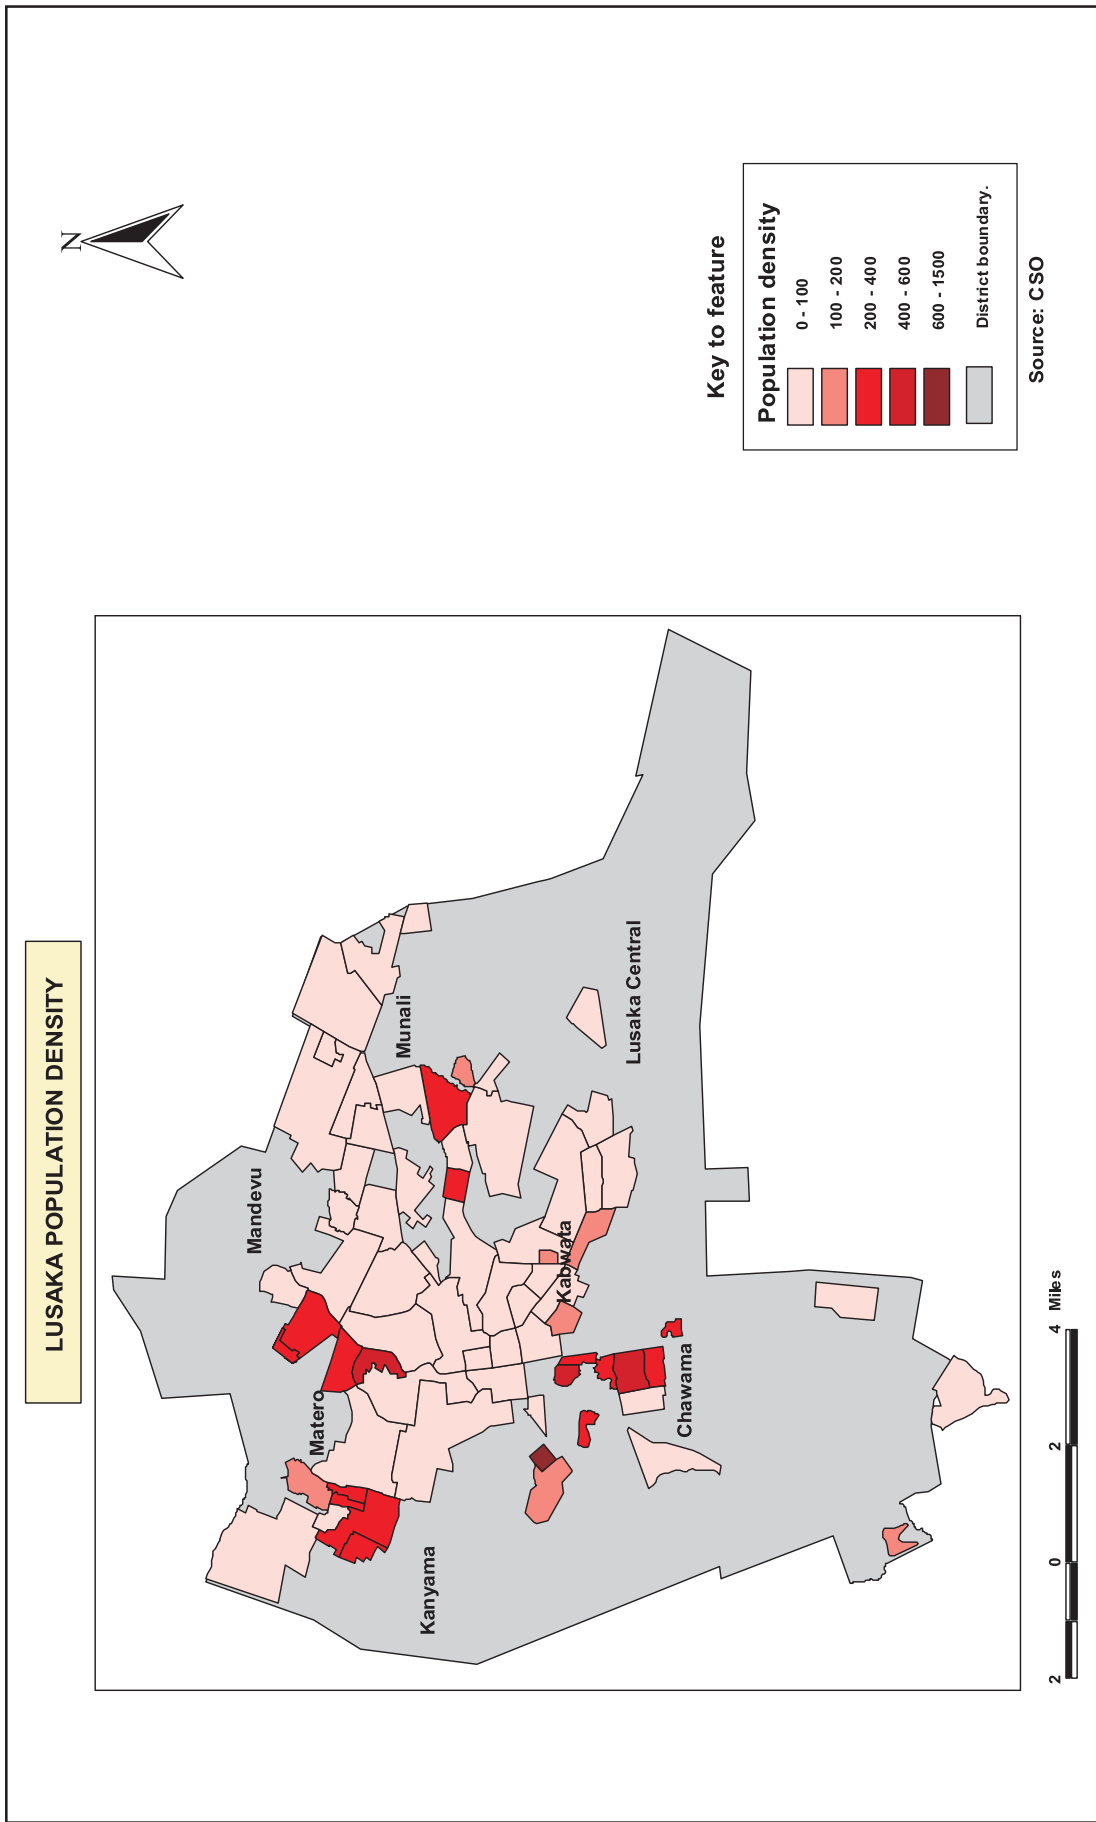 LUSAKA POPULATION DENSITY
N
Mandevu
Matero
Munali
Kanyama
Kabwata
Lusaka Central
Chawama
Key to feature
Population density
0 - 100
100 - 200
200 - 400
400 - 600
600 - 1500
District boundary.
Source: CSO
2 0 2 4 Miles